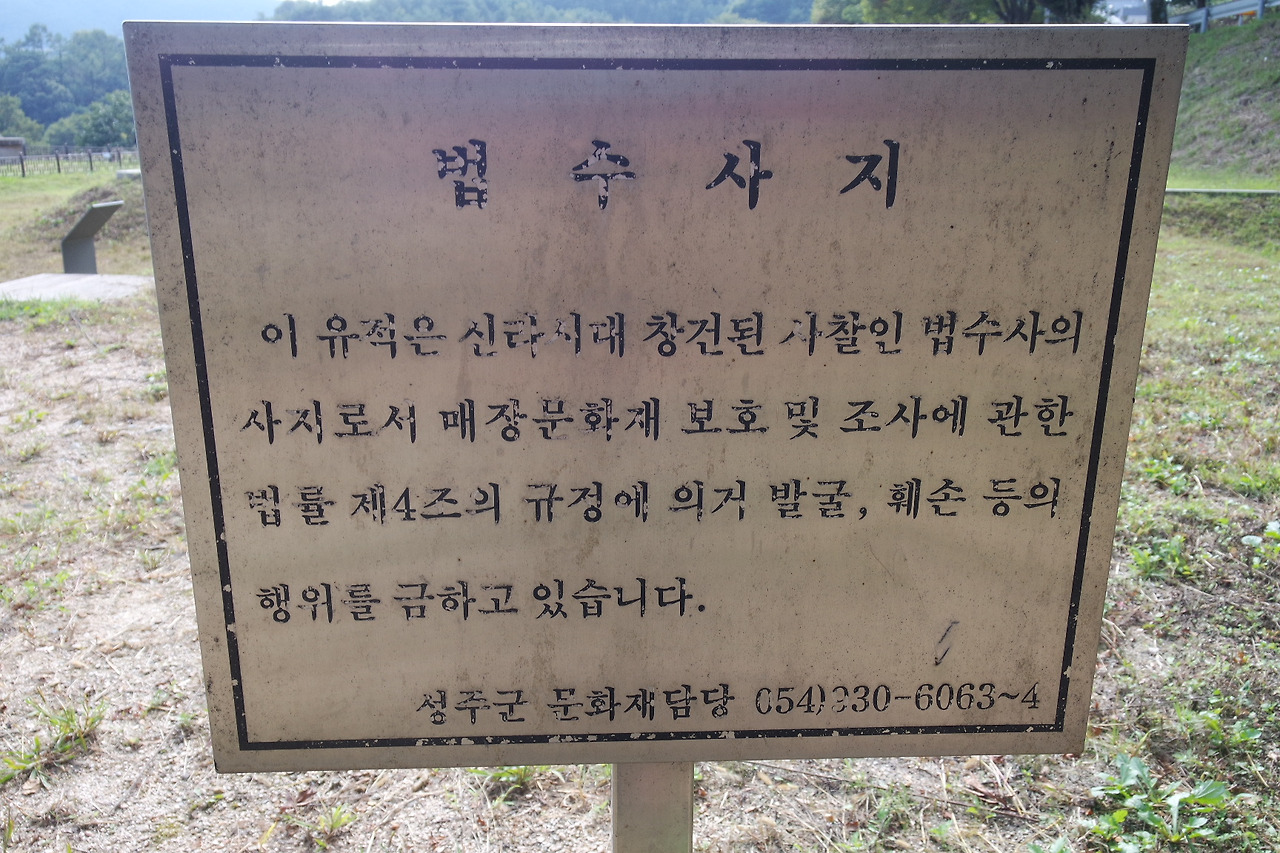 법수사지
이 유적은 신라시대 창건된 사찰인 법수사의
사지로서 매장문화재 보호 및 조사에 관한
법률 제4조의 규정에 의거 발굴, 훼손 등의
행위를 금하고 있습니다.
성주군 문화재담당 054)930-6063~4